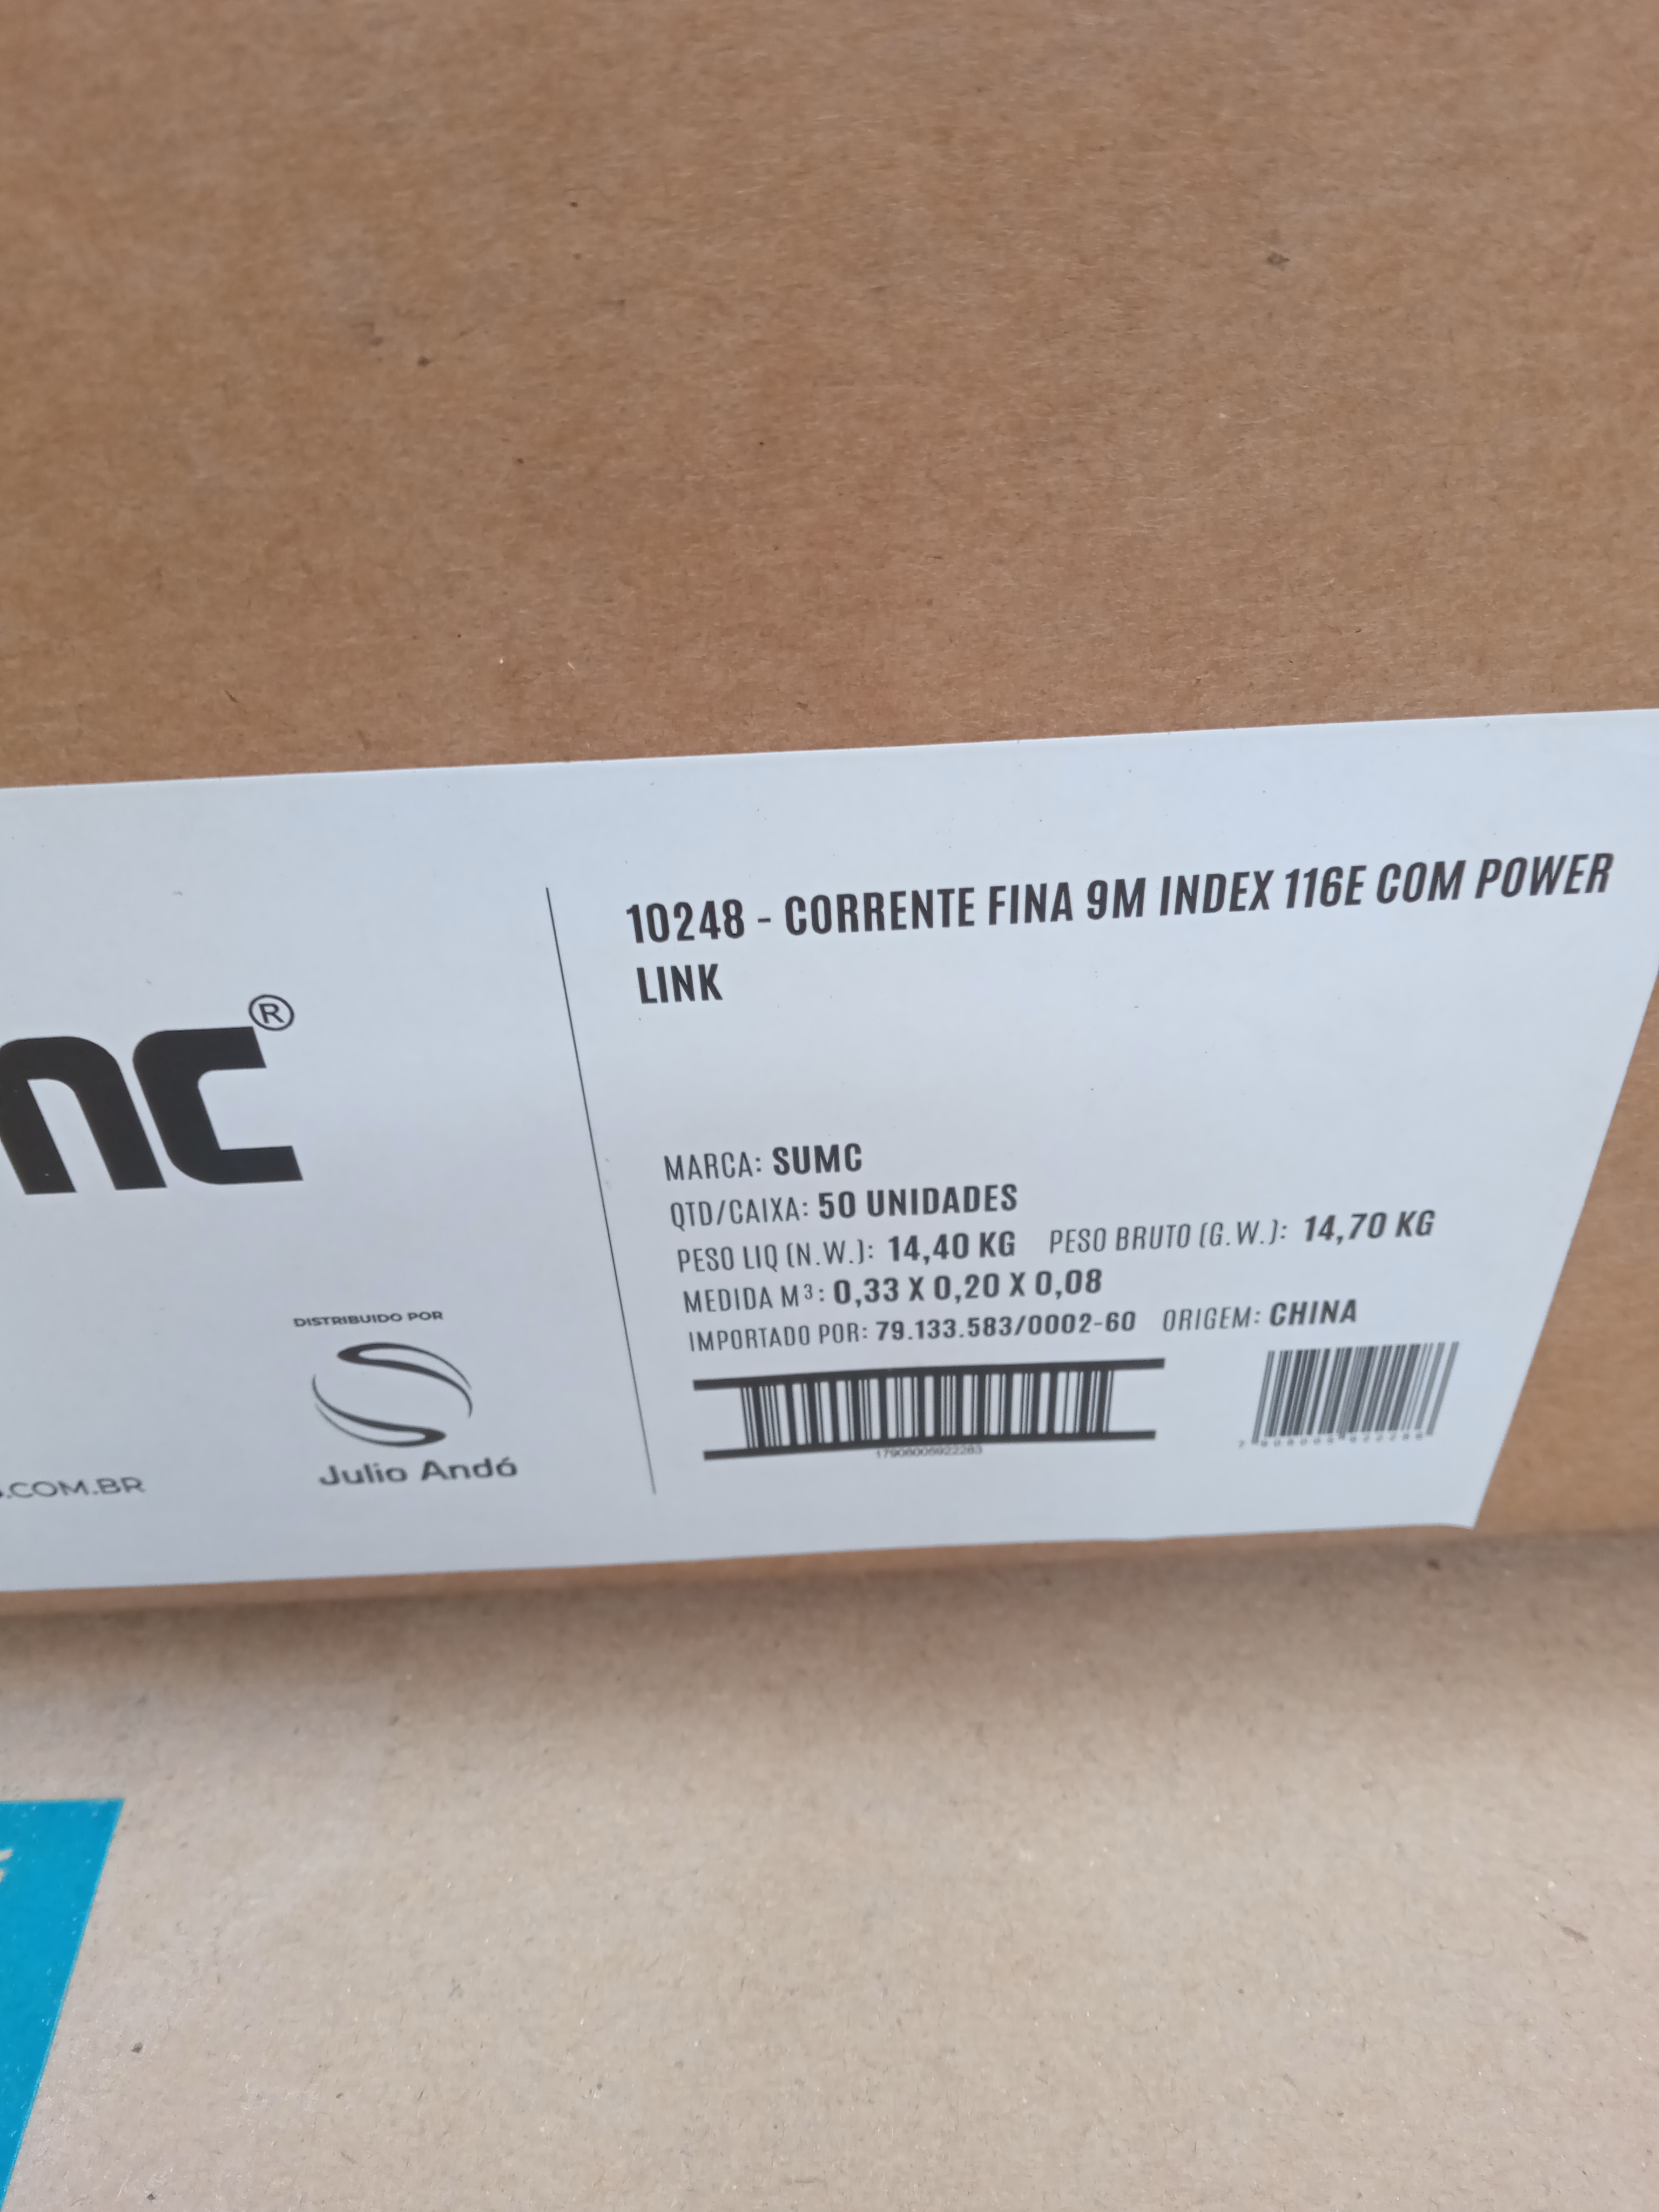 nc®
DISTRIBUIDO POR
Julio Andó
.COM.BR
10248 - CORRENTE FINA 9M INDEX 116E COM POWER
LINK
MARCA: SUMC
QTD/CAIXA: 50 UNIDADES
PESO LIQ (N.W.): 14,40 KG PESO BRUTO (G.W.): 14,70 KG
MEDIDA M³: 0,33 X 0,20 X 0,08
IMPORTADO POR: 79.133.583/0002-60 ORIGEM: CHINA